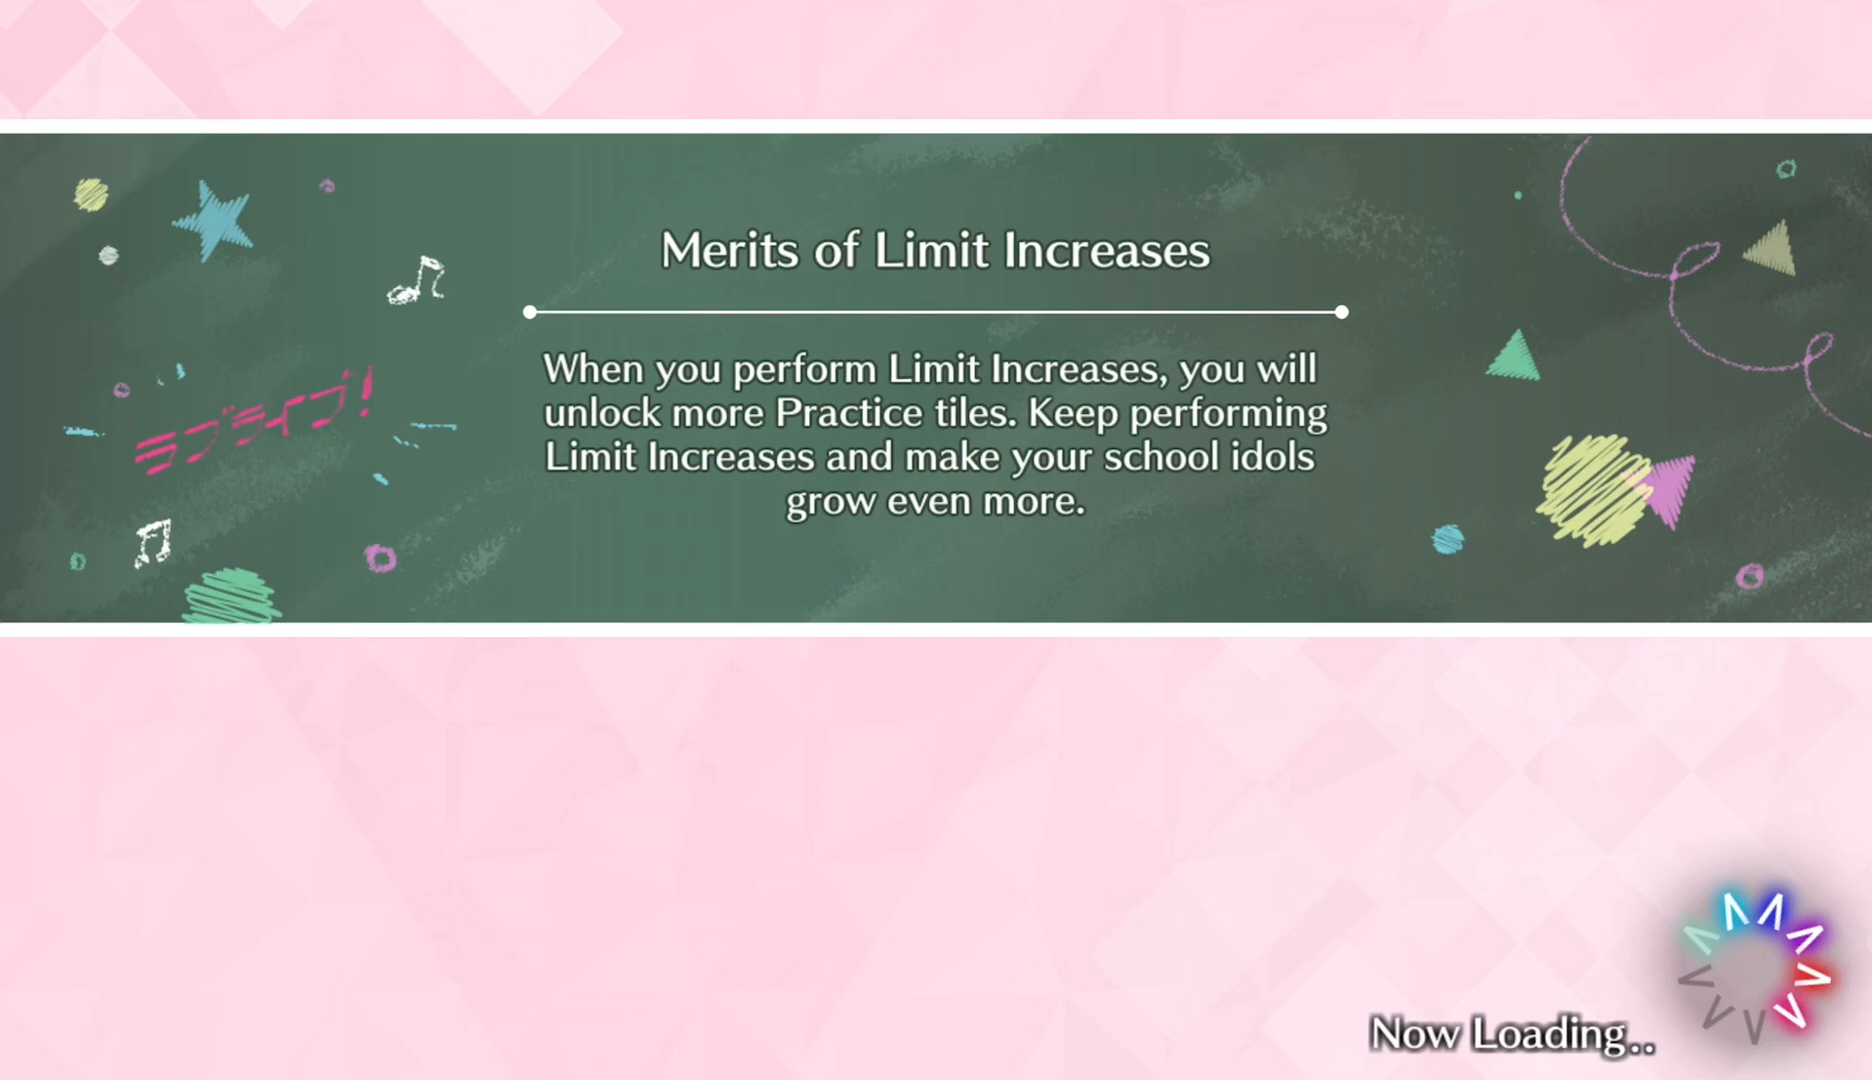 Merits of Limit Increases
When you perform Limit Increases, you will
unlock more Practice tiles. Keep performing
Limit Increases and make your school idols
grow even more.
ラブライブ!
Now Loading..